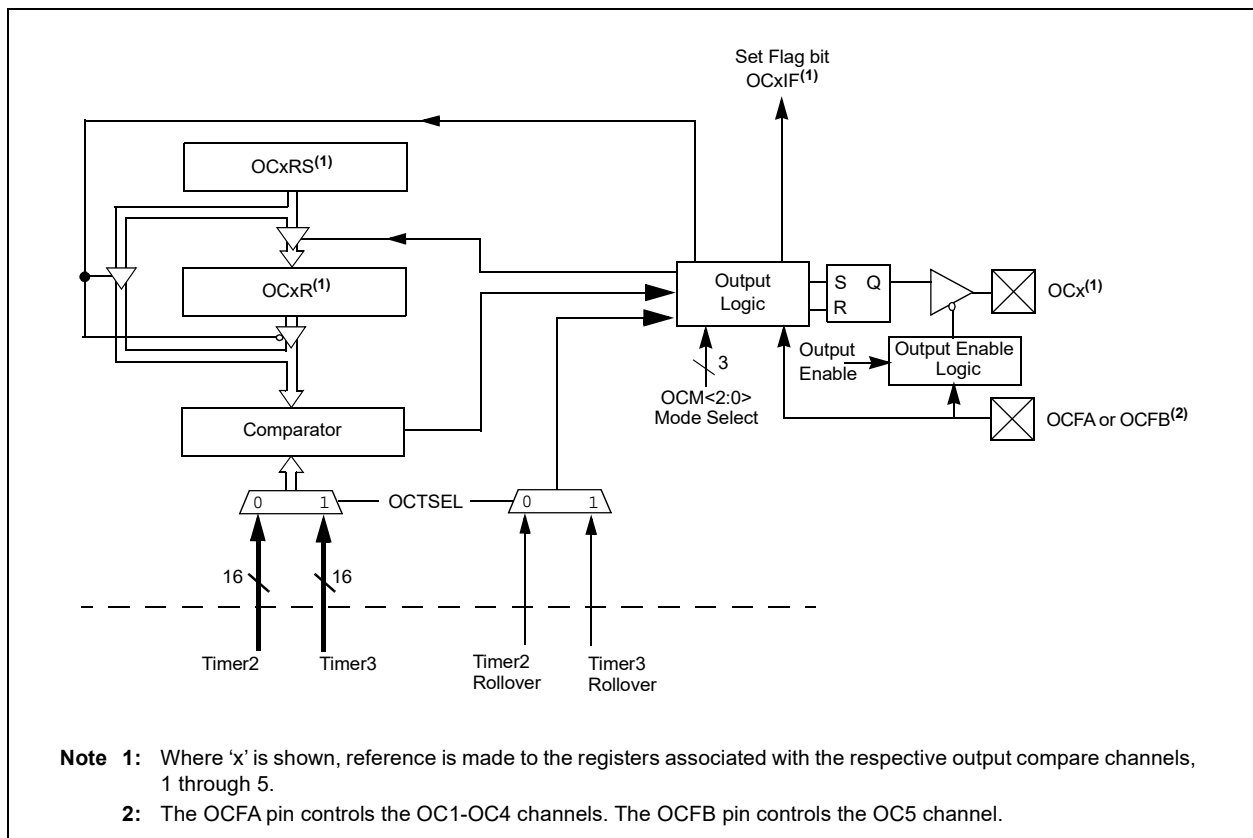 Set Flag bit
OCxIF(1)
OCxRS(1)
OCxR(1)
Output
Logic
S Q
R
OCx(1)
Output
Enable
Output Enable
Logic
3
OCM<2:0>
Mode Select
OCFA or OCFB(2)
Comparator
0 1
OCTSEL
0 1
16
16
Timer2
Timer3
Timer2
Rollover
Timer3
Rollover
Note 1: Where ‘x’ is shown, reference is made to the registers associated with the respective output compare channels,
1 through 5.
2: The OCFA pin controls the OC1-OC4 channels. The OCFB pin controls the OC5 channel.